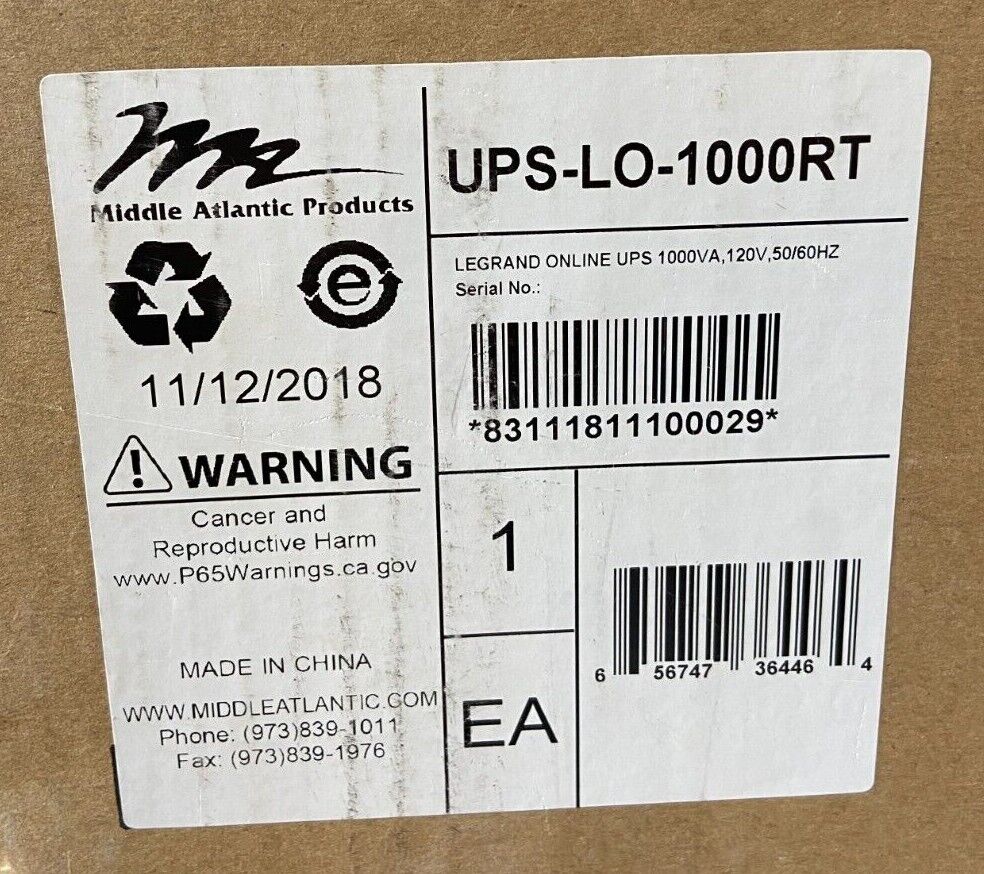 Middle Atlantic Products
e
11/12/2018
WARNING
Cancer and
Reproductive Harm
www.P65Warnings.ca.gov
MADE IN CHINA
WWW.MIDDLEATLANTIC.COM
Phone: (973)839-1011
Fax: (973)839-1976
UPS-LO-1000RT
LEGRAND ONLINE UPS 1000VA,120V,50/60HZ
Serial No.:
*83111811100029*
1
EA
6 56747 36446 4